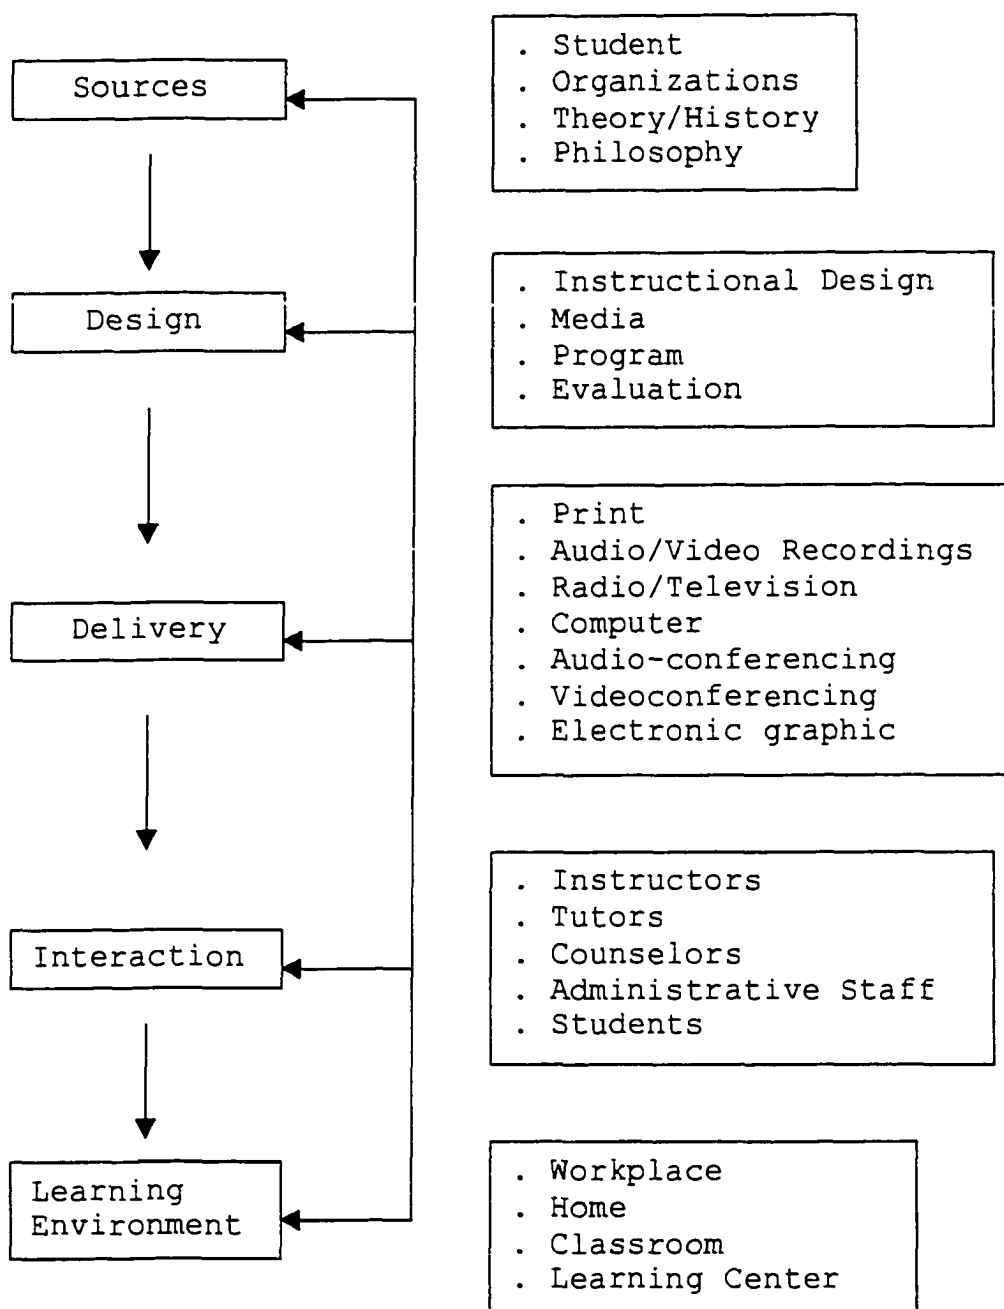 Sources
. Student
. Organizations
. Theory/History
. Philosophy
Design
. Instructional Design
. Media
. Program
. Evaluation
Delivery
. Print
. Audio/Video Recordings
. Radio/Television
. Computer
. Audio-conferencing
. Videoconferencing
. Electronic graphic
Interaction
. Instructors
. Tutors
. Counselors
. Administrative Staff
. Students
Learning
Environment
. Workplace
. Home
. Classroom
. Learning Center